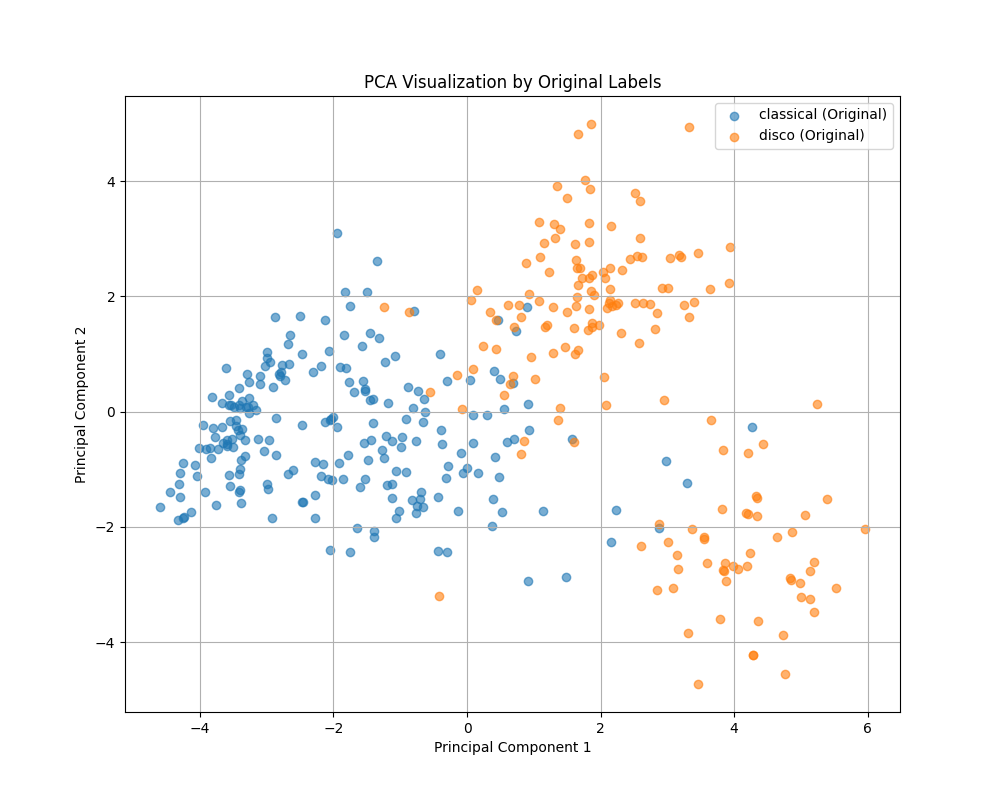 PCA Visualization by Original Labels
classical (Original)
disco (Original)
4
2
0
−2
−4
Principal Component 2
−4
−2
0
2
4
6
Principal Component 1